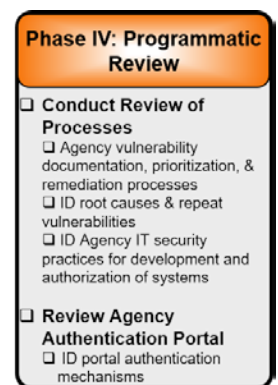 Phase IV: Programmatic
Review
❑ Conduct Review of
Processes
❑ Agency vulnerability
documentation, prioritization, &
remediation processes
❑ ID root causes & repeat
vulnerabilities
❑ ID Agency IT security
practices for development and
authorization of systems
❑ Review Agency
Authentication Portal
❑ ID portal authentication
mechanisms